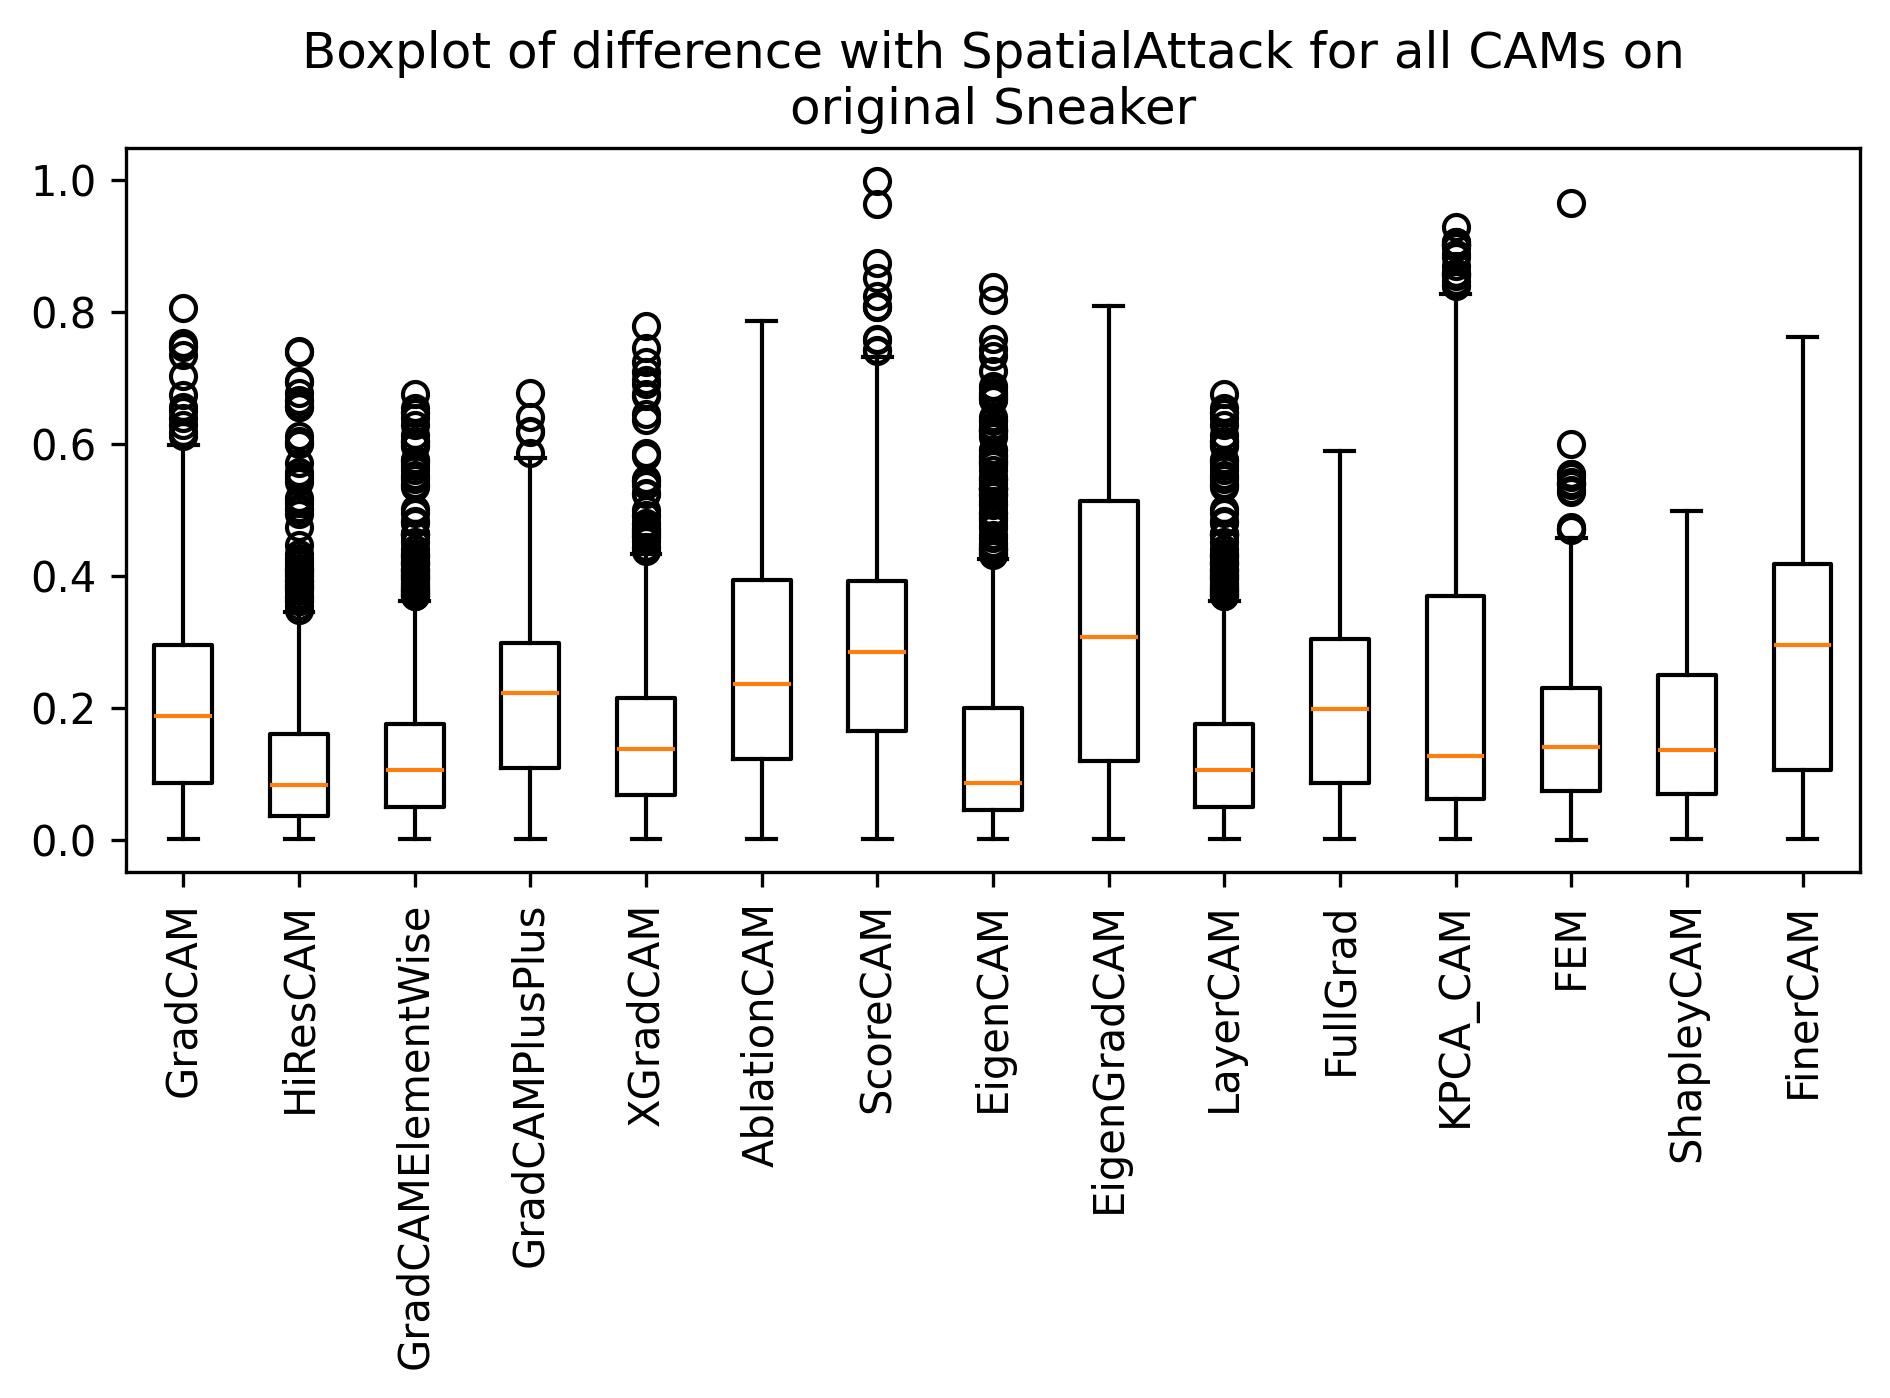 Boxplot of difference with SpatialAttack for all CAMs on
original Sneaker
1.0
0.8
0.6
0.4
0.2
0.0
GradCAM
HiResCAM
GradCAMElementWise
GradCAMPlusPlus
XGradCAM
AblationCAM
ScoreCAM
EigenCAM
EigenGradCAM
LayerCAM
FullGrad
KPCA_CAM
FEM
ShapleyCAM
FinerCAM